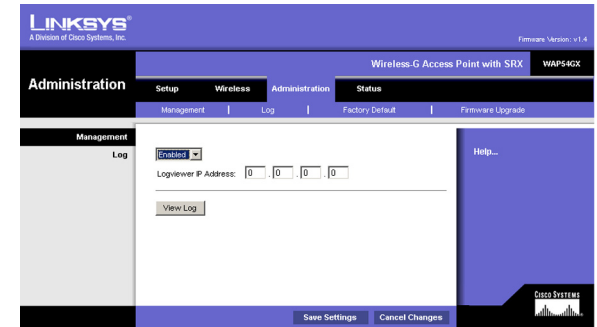 LINKSYS®
A Division of Cisco Systems, Inc.
Firmware Version: v1.4
Wireless-G Access Point with SRX WAP54GX
Administration
Setup Wireless Administration Status
Management | Log | Factory Default | Firmware Upgrade
Management
Log
Enabled
Help...
Logviewer IP Address: 0 . 0 . 0 . 0
View Log
CISCO SYSTEMS
Save Settings Cancel Changes